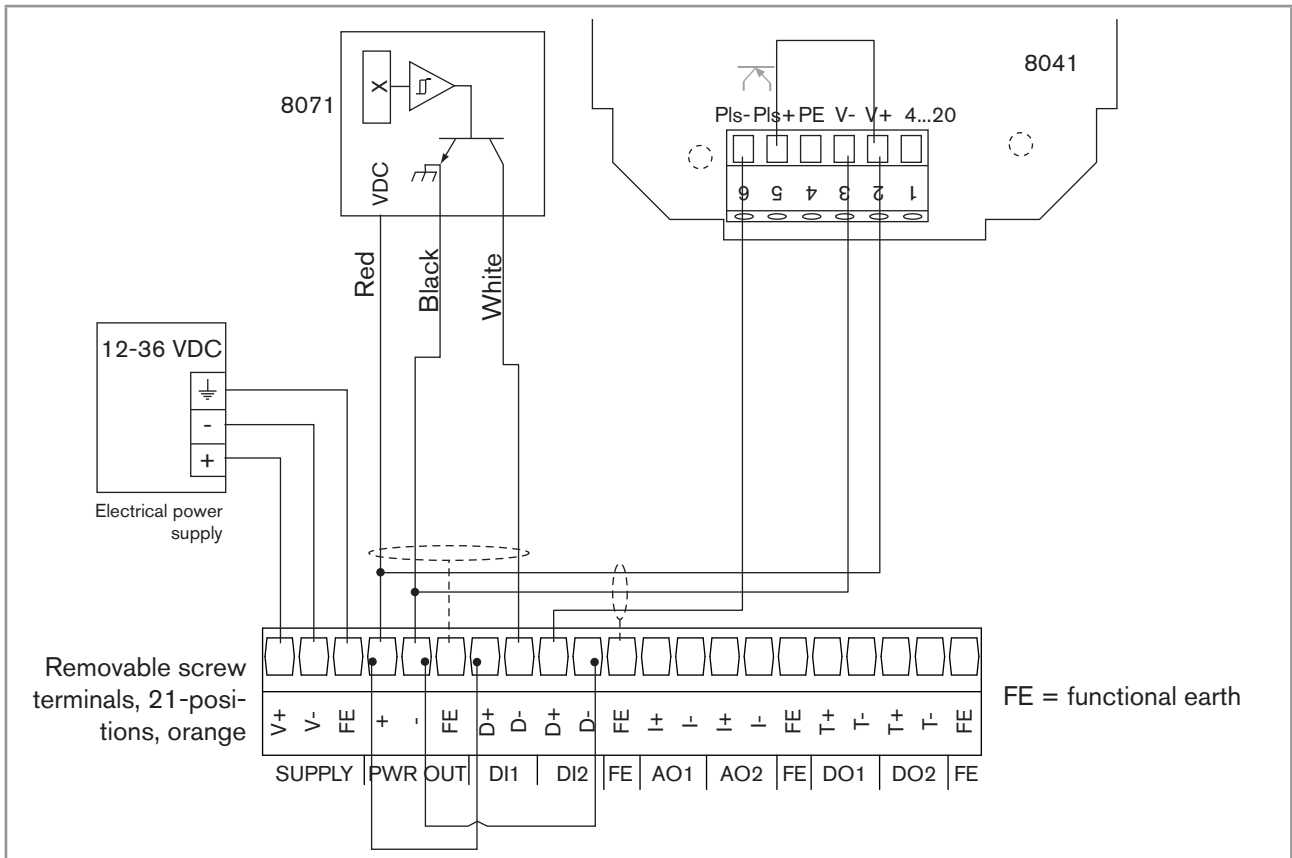 8071
X
VDC
8041
Pls- Pls+ PE V- V+ 4...20
6 5 4 3 2 1
Red
Black
White
12-36 VDC
-
+
Electrical power
supply
Removable screw
terminals, 21-posi-
tions, orange
V+ V- FE + - FE D+ D- D+ D- FE I+ I- I+ I- FE T+ T- T+ T- FE
SUPPLY PWR OUT DI1 DI2 FE AO1 AO2 FE DO1 DO2 FE
FE = functional earth